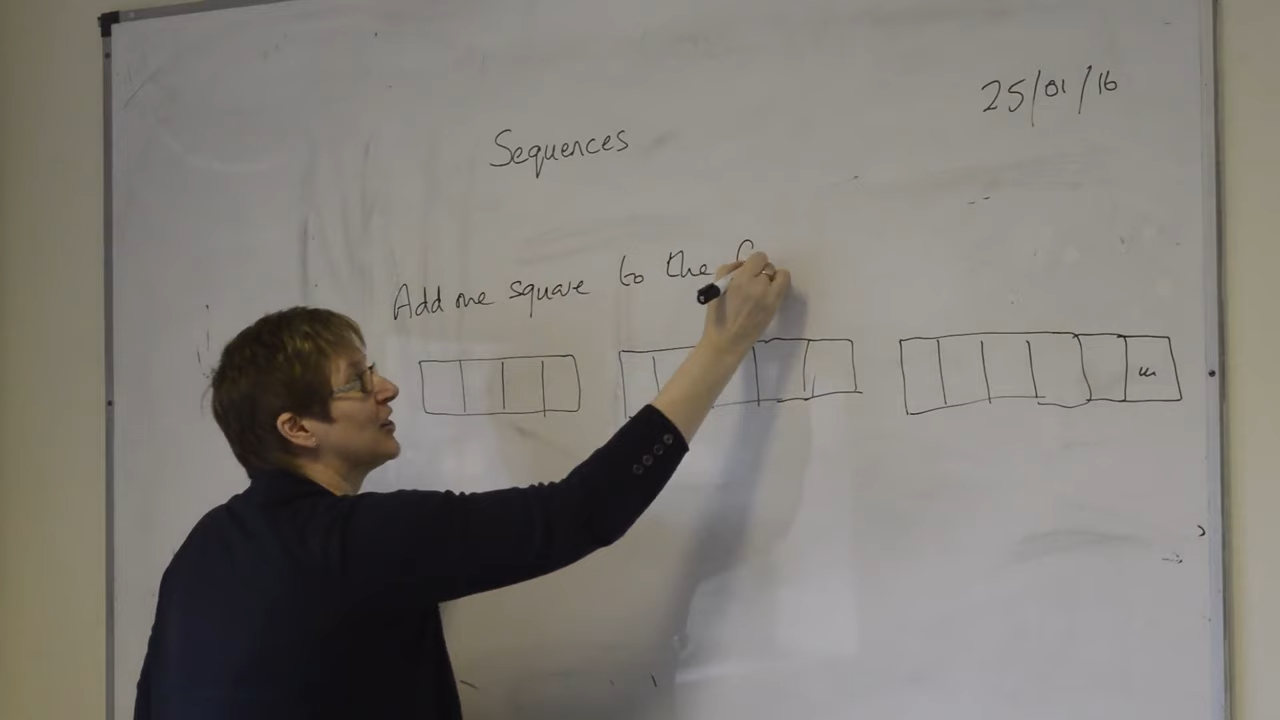 25/01/16
Sequences
Add one square to the